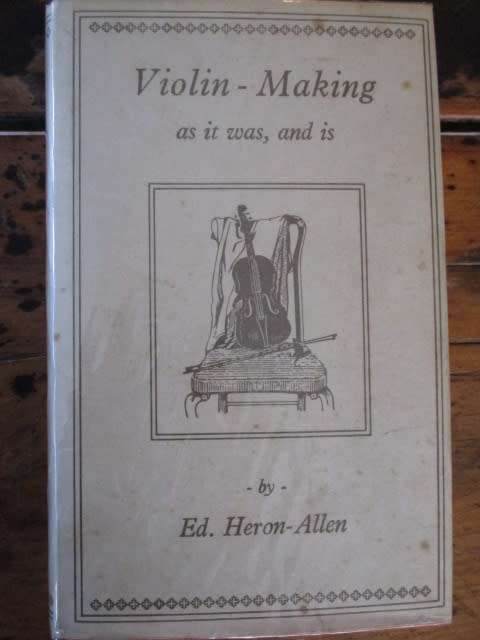 Violin - Making
as it was, and is
- by -
Ed. Heron-Allen